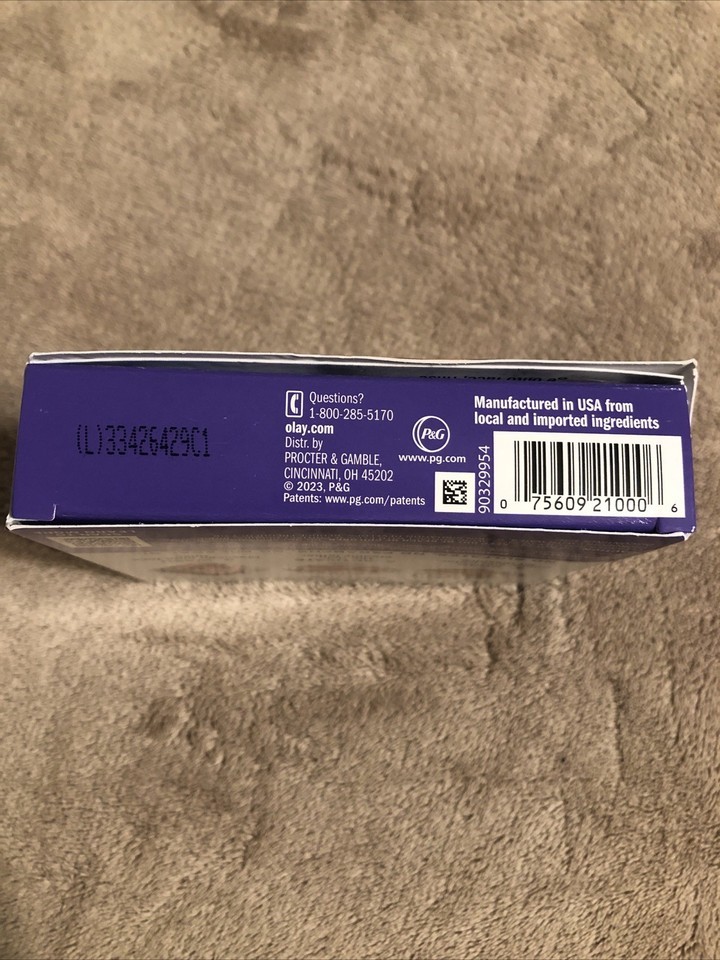 (L)33426429C1
Questions?
1-800-285-5170
olay.com
Distr. by
PROCTER & GAMBLE,
CINCINNATI, OH 45202
© 2023, P&G
Patents: www.pg.com/patents
P&G
www.pg.com
90329954
Manufactured in USA from
local and imported ingredients
0 75609 21000 6